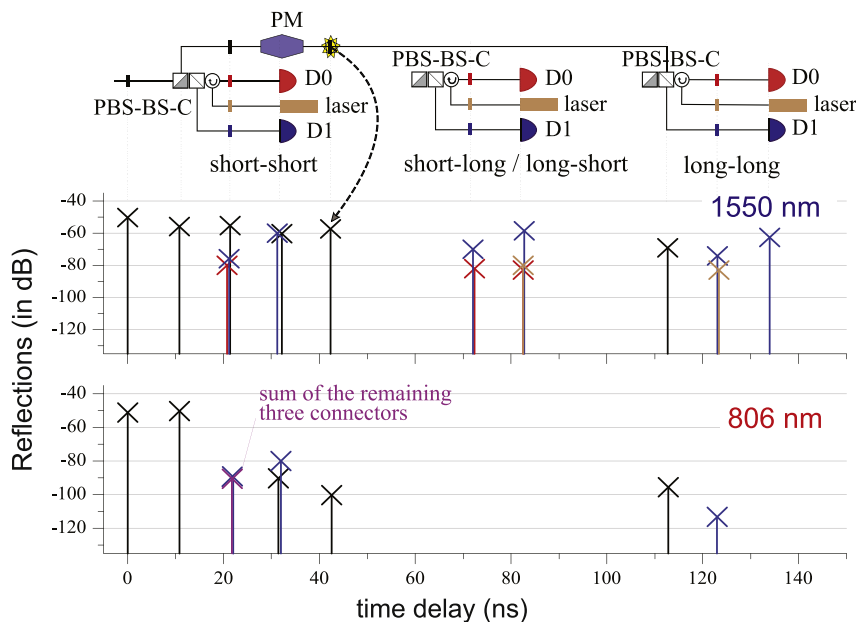 PM
PBS-BS-C
D0
laser
D1
short-short
PBS-BS-C
D0
laser
D1
short-long / long-short
PBS-BS-C
D0
laser
D1
long-long
Reflections (in dB)
-40
-60
-80
-100
-120
1550 nm
-40
-60
-80
-100
-120
sum of the remaining
three connectors
806 nm
0
20
40
60
80
100
120
140
time delay (ns)